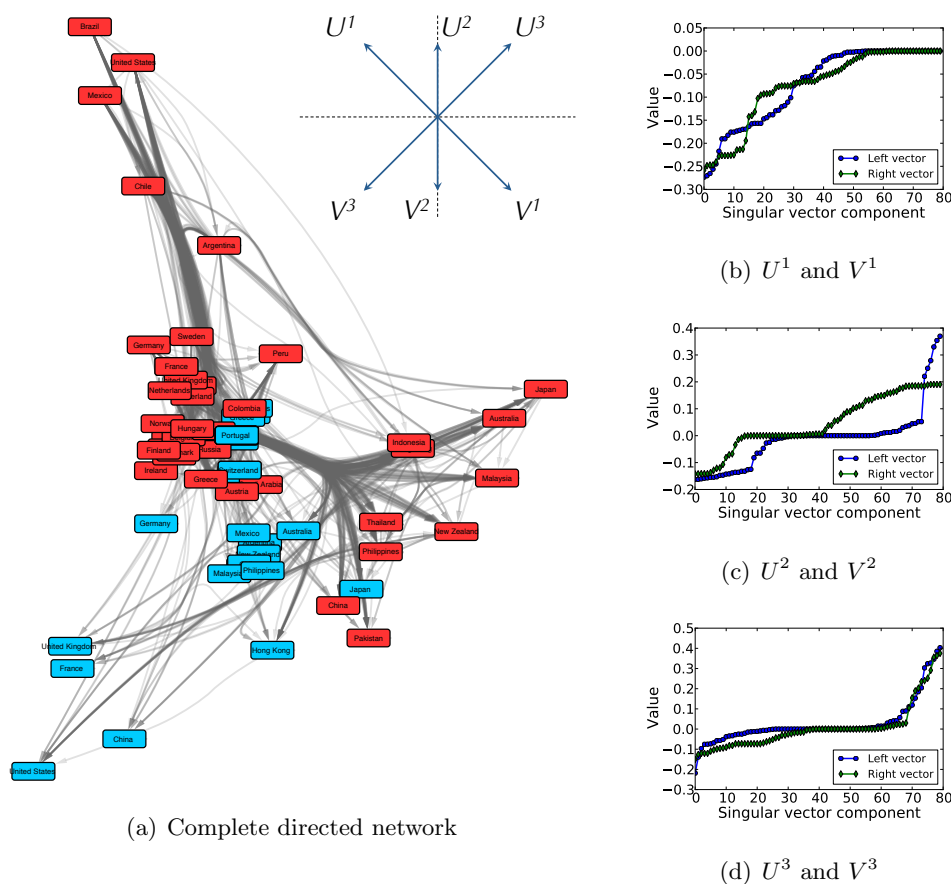 Brazil
United States
Mexico
Chile
Argentina
Sweden
Germany
Peru
France
United Kingdom
Netherlands
Japan
Colombia
Australia
Hungary
Portugal
Indonesia
Finland
Russia
Ireland
Switzerland
Greece
Arabia
Austria
Malaysia
Germany
Thailand
Mexico
Australia
New Zealand
Philippines
New Zealand
Malaysia
Philippines
Japan
China
Pakistan
United Kingdom
Hong Kong
France
China
United States
U1 U2 U3
V3 V2 V1
(a) Complete directed network
0.00
−0.05
−0.10
−0.15
−0.20
−0.25
−0.30
Value
Left vector
Right vector
0 10 20 30 40 50 60 70 80
Singular vector component
(b) U1 and V1
0.4
0.3
0.2
0.1
0.0
−0.1
−0.2
Value
Left vector
Right vector
0 10 20 30 40 50 60 70 80
Singular vector component
(c) U2 and V2
0.5
0.4
0.3
0.2
0.1
0.0
−0.1
−0.2
−0.3
Value
Left vector
Right vector
0 10 20 30 40 50 60 70 80
Singular vector component
(d) U3 and V3